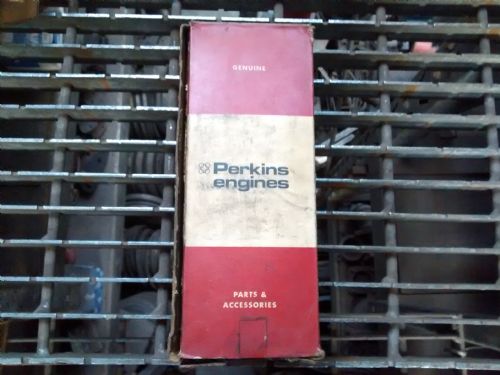 GENUINE
Perkins
engines
PARTS &
ACCESSORIES